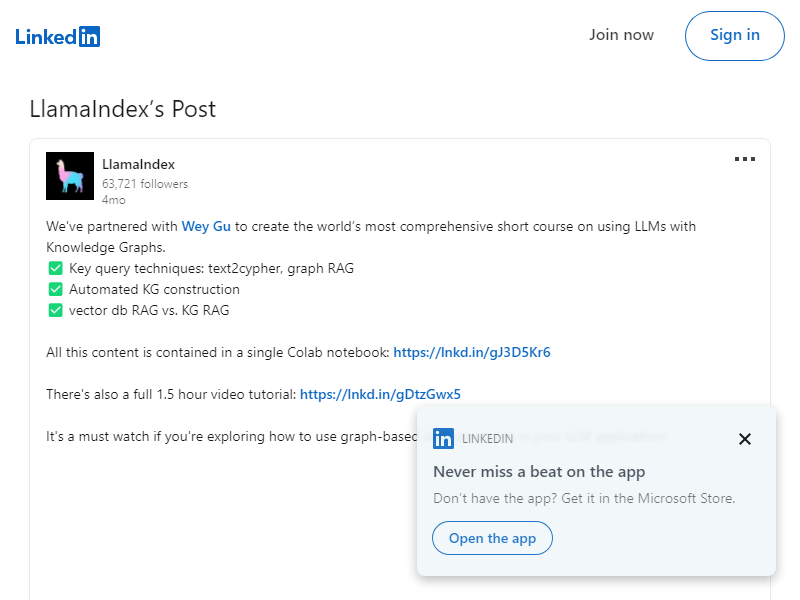 LinkedIn
Join now
Sign in
LlamaIndex’s Post
LlamaIndex
63,721 followers
4mo
We've partnered with Wey Gu to create the world’s most comprehensive short course on using LLMs with
Knowledge Graphs.
✅ Key query techniques: text2cypher, graph RAG
✅ Automated KG construction
✅ vector db RAG vs. KG RAG
All this content is contained in a single Colab notebook: https://lnkd.in/gJ3D5Kr6
There's also a full 1.5 hour video tutorial: https://lnkd.in/gDtzGwx5
It's a must watch if you're exploring how to use graph-based
LINKEDIN
Never miss a beat on the app
Don’t have the app? Get it in the Microsoft Store.
Open the app